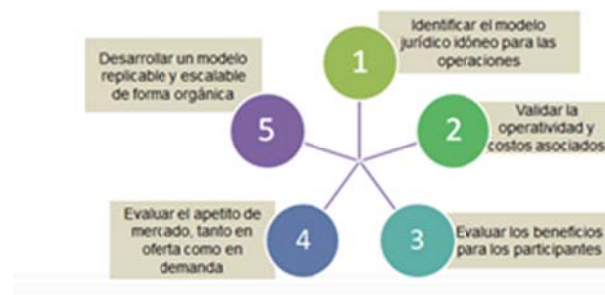 Identificar el modelo
jurídico idóneo para las
operaciones
1
Validar la
operatividad y
costos asociados
2
Evaluar los beneficios
para los participantes
3
Evaluar el apetito de
mercado, tanto en
oferta como en
demanda
4
Desarrollar un modelo
replicable y escalable
de forma orgánica
5